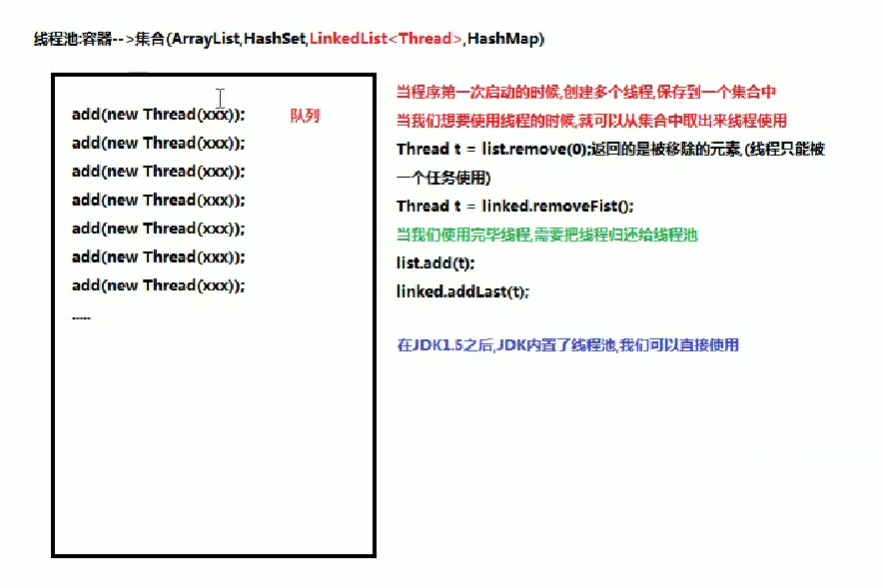 线程池:容器-->集合(ArrayList,HashSet,LinkedList<Thread>,HashMap)
add(new Thread(xxx));
队列
add(new Thread(xxx));
add(new Thread(xxx));
add(new Thread(xxx));
add(new Thread(xxx));
add(new Thread(xxx));
add(new Thread(xxx));
.....
当程序第一次启动的时候,创建多个线程,保存到一个集合中
当我们想要使用线程的时候,就可以从集合中取出来线程使用
Thread t = list.remove(0);返回的是被移除的元素,(线程只能被
一个任务使用)
Thread t = linked.removeFist();
当我们使用完毕线程,需要把线程归还给线程池
list.add(t);
linked.addLast(t);
在JDK1.5之后,JDK内置了线程池,我们可以直接使用